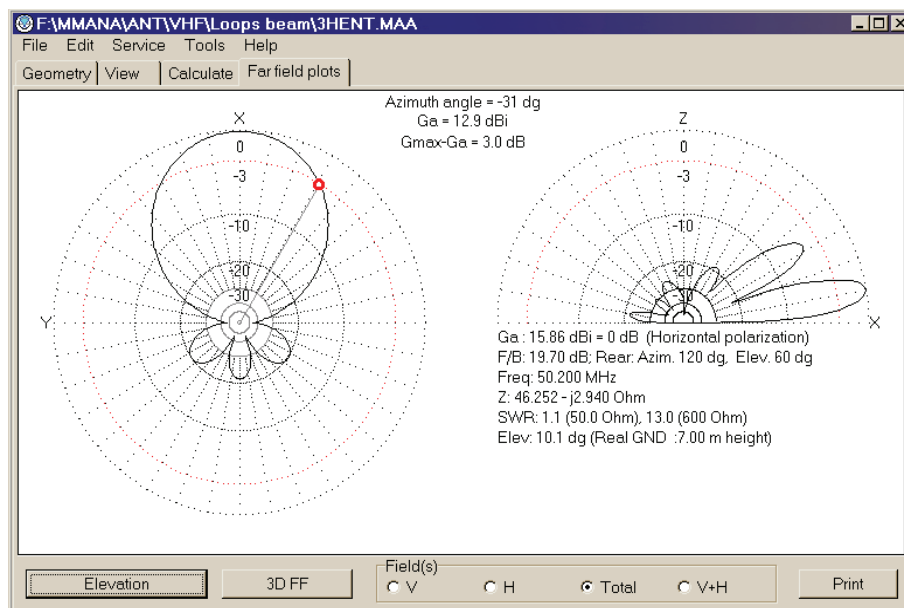 F:\MMANA\ANT\VHF\Loops beam\3HENT.MAA
File Edit Service Tools Help
Geometry View Calculate Far field plots
Azimuth angle = -31 dg
Ga = 12.9 dBi
Gmax-Ga = 3.0 dB
X
0
-3
-10
-20
-30
Y
Z
0
-3
-10
-20
-30
X
Ga : 15.86 dBi = 0 dB (Horizontal polarization)
F/B: 19.70 dB; Rear: Azim. 120 dg, Elev. 60 dg
Freq: 50.200 MHz
Z: 46.252 - j2.940 Ohm
SWR: 1.1 (50.0 Ohm), 13.0 (600 Ohm)
Elev: 10.1 dg (Real GND :7.00 m height)
Elevation
3D FF
Field(s)
V H Total V+H
Print